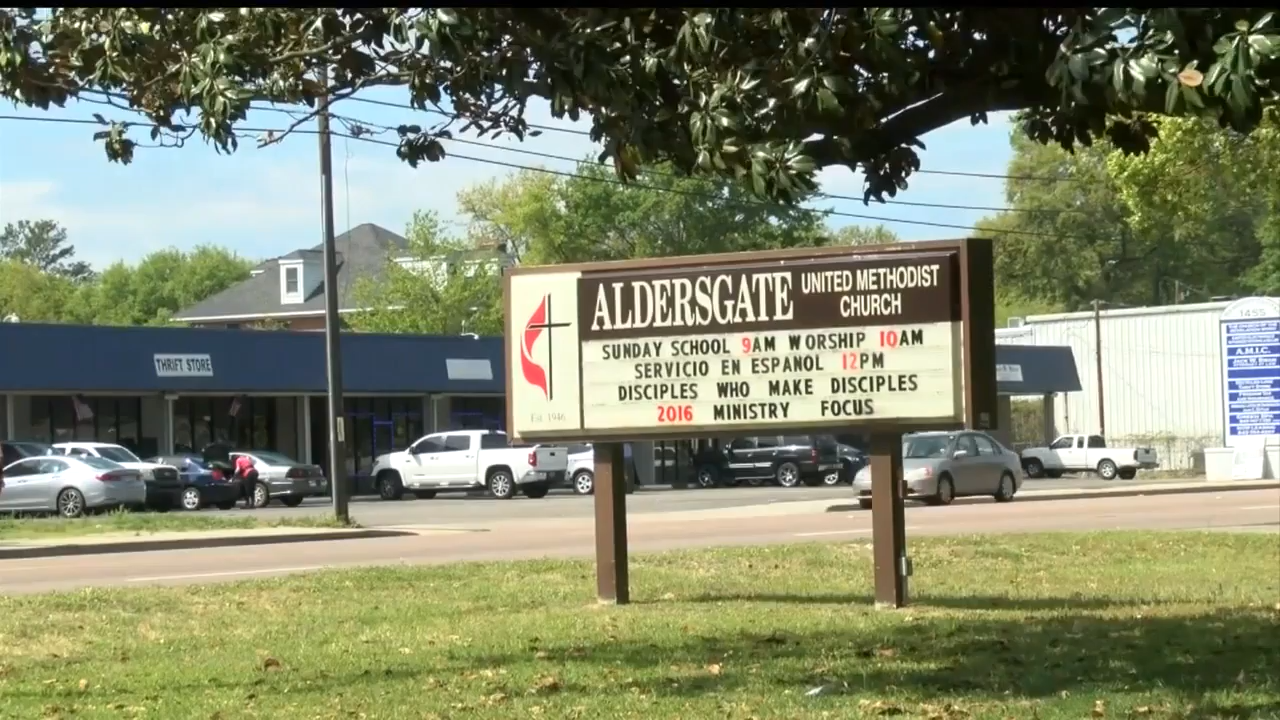 THRIFT STORE
ALDERSGATE UNITED METHODIST
CHURCH
SUNDAY SCHOOL 9AM WORSHIP 10AM
SERVICIO EN ESPANOL 12PM
DISCIPLES WHO MAKE DISCIPLES
2016 MINISTRY FOCUS
Est. 1946
1455
A.M.I.C.